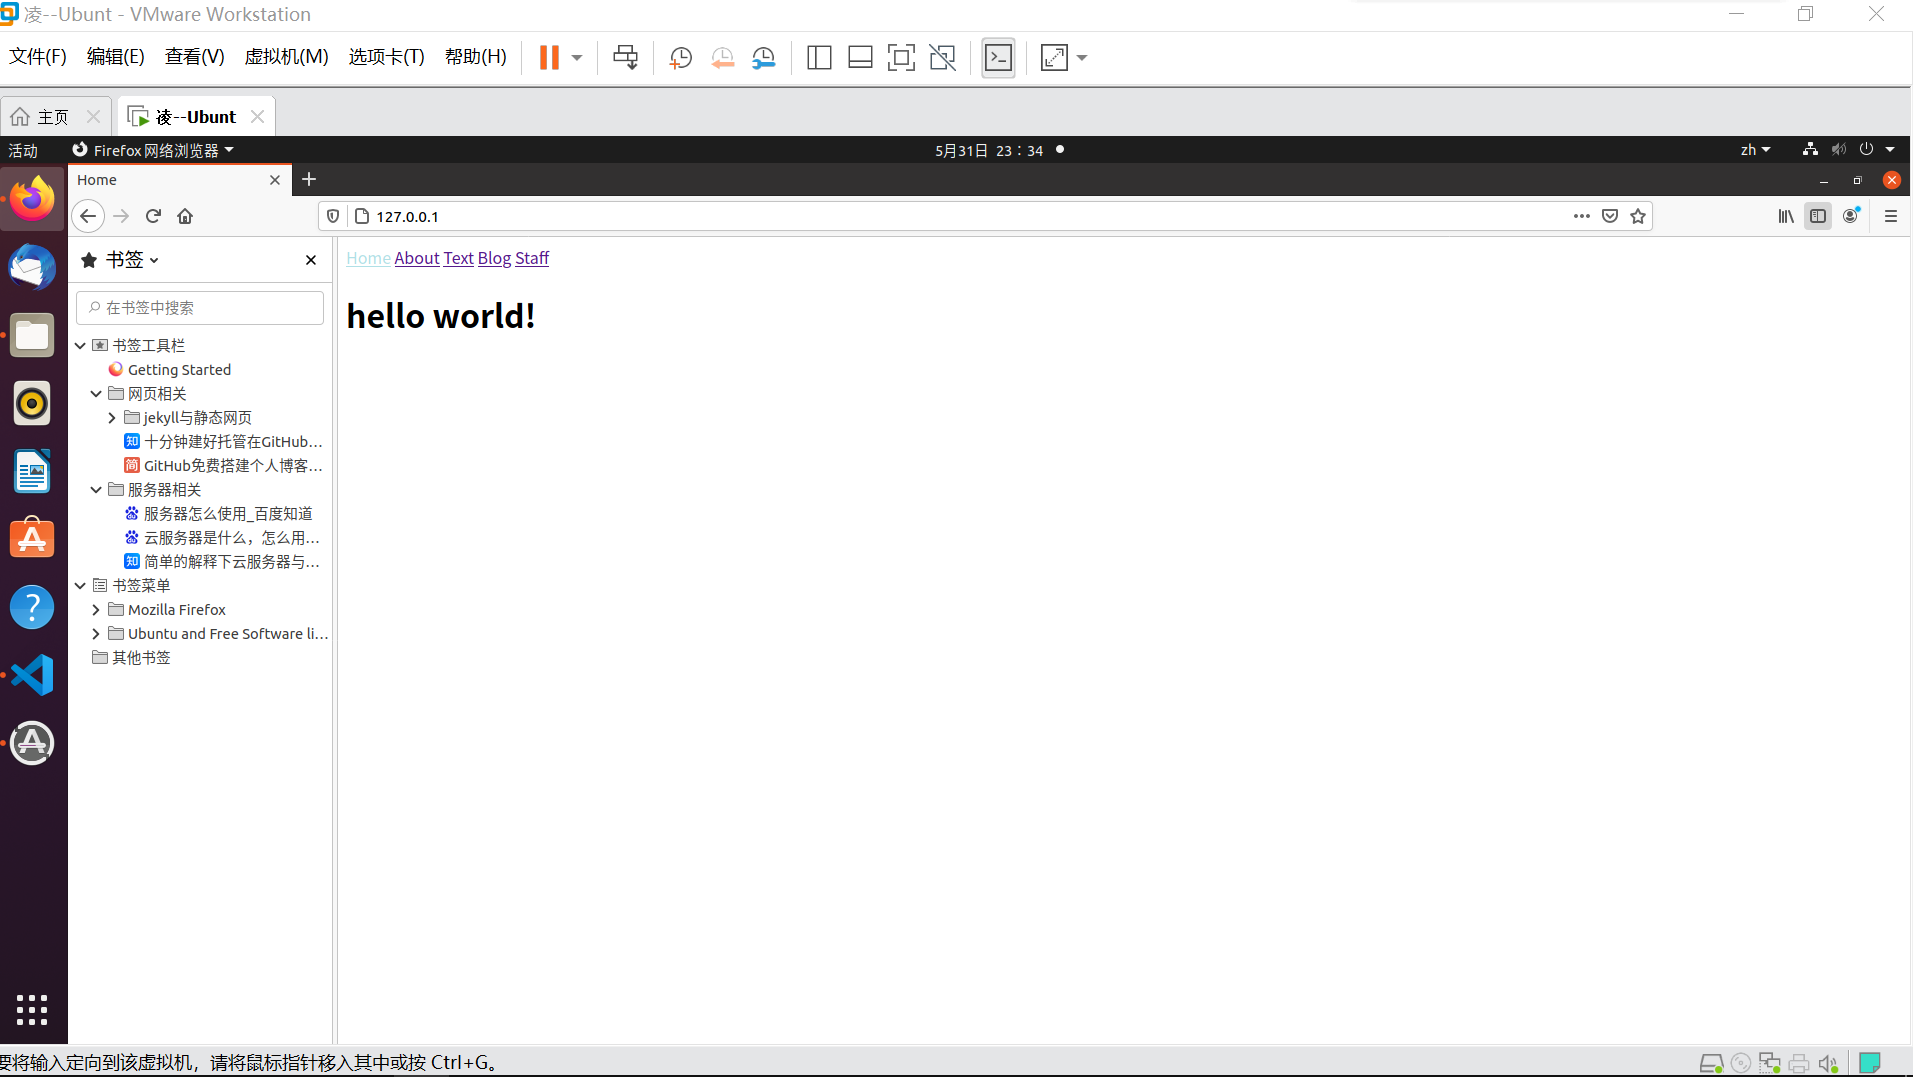 凌--Ubunt - VMware Workstation
文件(F) 编辑(E) 查看(V) 虚拟机(M) 选项卡(T) 帮助(H)
主页 凌--Ubunt
活动 Firefox 网络浏览器 5月31日 23：34 zh
Home
127.0.0.1
书签
在书签中搜索
书签工具栏
Getting Started
网页相关
jekyll与静态网页
知 十分钟建好托管在GitHub…
简 GitHub免费搭建个人博客…
服务器相关
服务器怎么使用_百度知道
云服务器是什么，怎么用…
知 简单的解释下云服务器与…
书签菜单
Mozilla Firefox
Ubuntu and Free Software li…
其他书签
Home About Text Blog Staff
hello world!
要将输入定向到该虚拟机，请将鼠标指针移入其中或按 Ctrl+G。